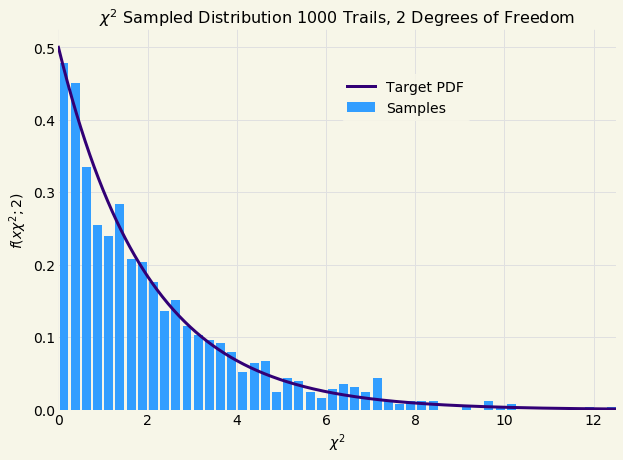 χ² Sampled Distribution 1000 Trails, 2 Degrees of Freedom
0.5
0.4
0.3
0.2
0.1
0.0
f(xχ²; 2)
Target PDF
Samples
0 2 4 6 8 10 12
χ²